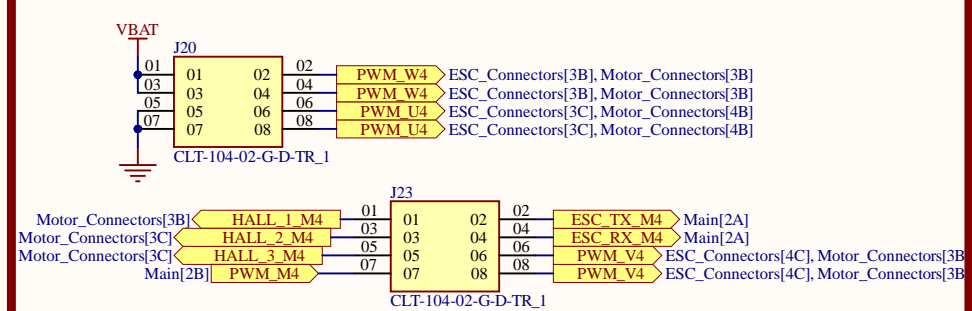 VBAT
J20
01 01 02 02 PWM_W4 ESC_Connectors[3B], Motor_Connectors[3B]
03 03 04 04 PWM_W4 ESC_Connectors[3B], Motor_Connectors[3B]
05 05 06 06 PWM_U4 ESC_Connectors[3C], Motor_Connectors[4B]
07 07 08 08 PWM_U4 ESC_Connectors[3C], Motor_Connectors[4B]
CLT-104-02-G-D-TR_1
J23
Motor_Connectors[3B] HALL_1_M4 01 01 02 02 ESC_TX_M4 Main[2A]
Motor_Connectors[3C] HALL_2_M4 03 03 04 04 ESC_RX_M4 Main[2A]
Motor_Connectors[3C] HALL_3_M4 05 05 06 06 PWM_V4 ESC_Connectors[4C], Motor_Connectors[3B
Main[2B] PWM_M4 07 07 08 08 PWM_V4 ESC_Connectors[4C], Motor_Connectors[3B
CLT-104-02-G-D-TR_1